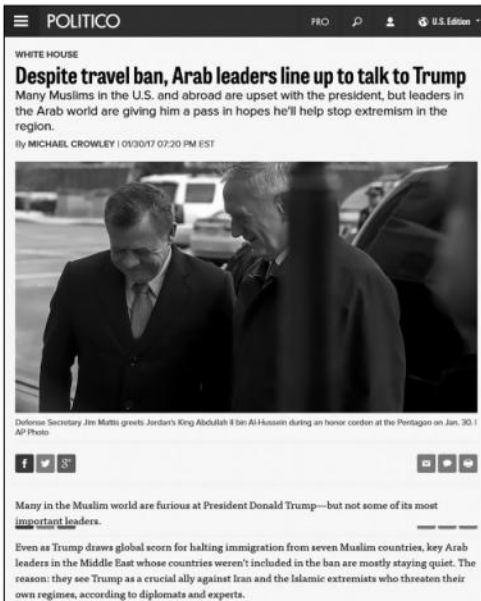 POLITICO
PRO
U.S. Edition
WHITE HOUSE
Despite travel ban, Arab leaders line up to talk to Trump
Many Muslims in the U.S. and abroad are upset with the president, but leaders in
the Arab world are giving him a pass in hopes he'll help stop extremism in the
region.
By MICHAEL CROWLEY | 01/30/17 07:20 PM EST
Defense Secretary Jim Mattis greets Jordan's King Abdullah II bin Al-Hussein during an honor cordon at the Pentagon on Jan. 30. |
AP Photo
Many in the Muslim world are furious at President Donald Trump—but not some of its most
important leaders.
Even as Trump draws global scorn for halting immigration from seven Muslim countries, key Arab
leaders in the Middle East whose countries weren't included in the ban are mostly staying quiet. The
reason: they see Trump as a crucial ally against Iran and the Islamic extremists who threaten their
own regimes, according to diplomats and experts.